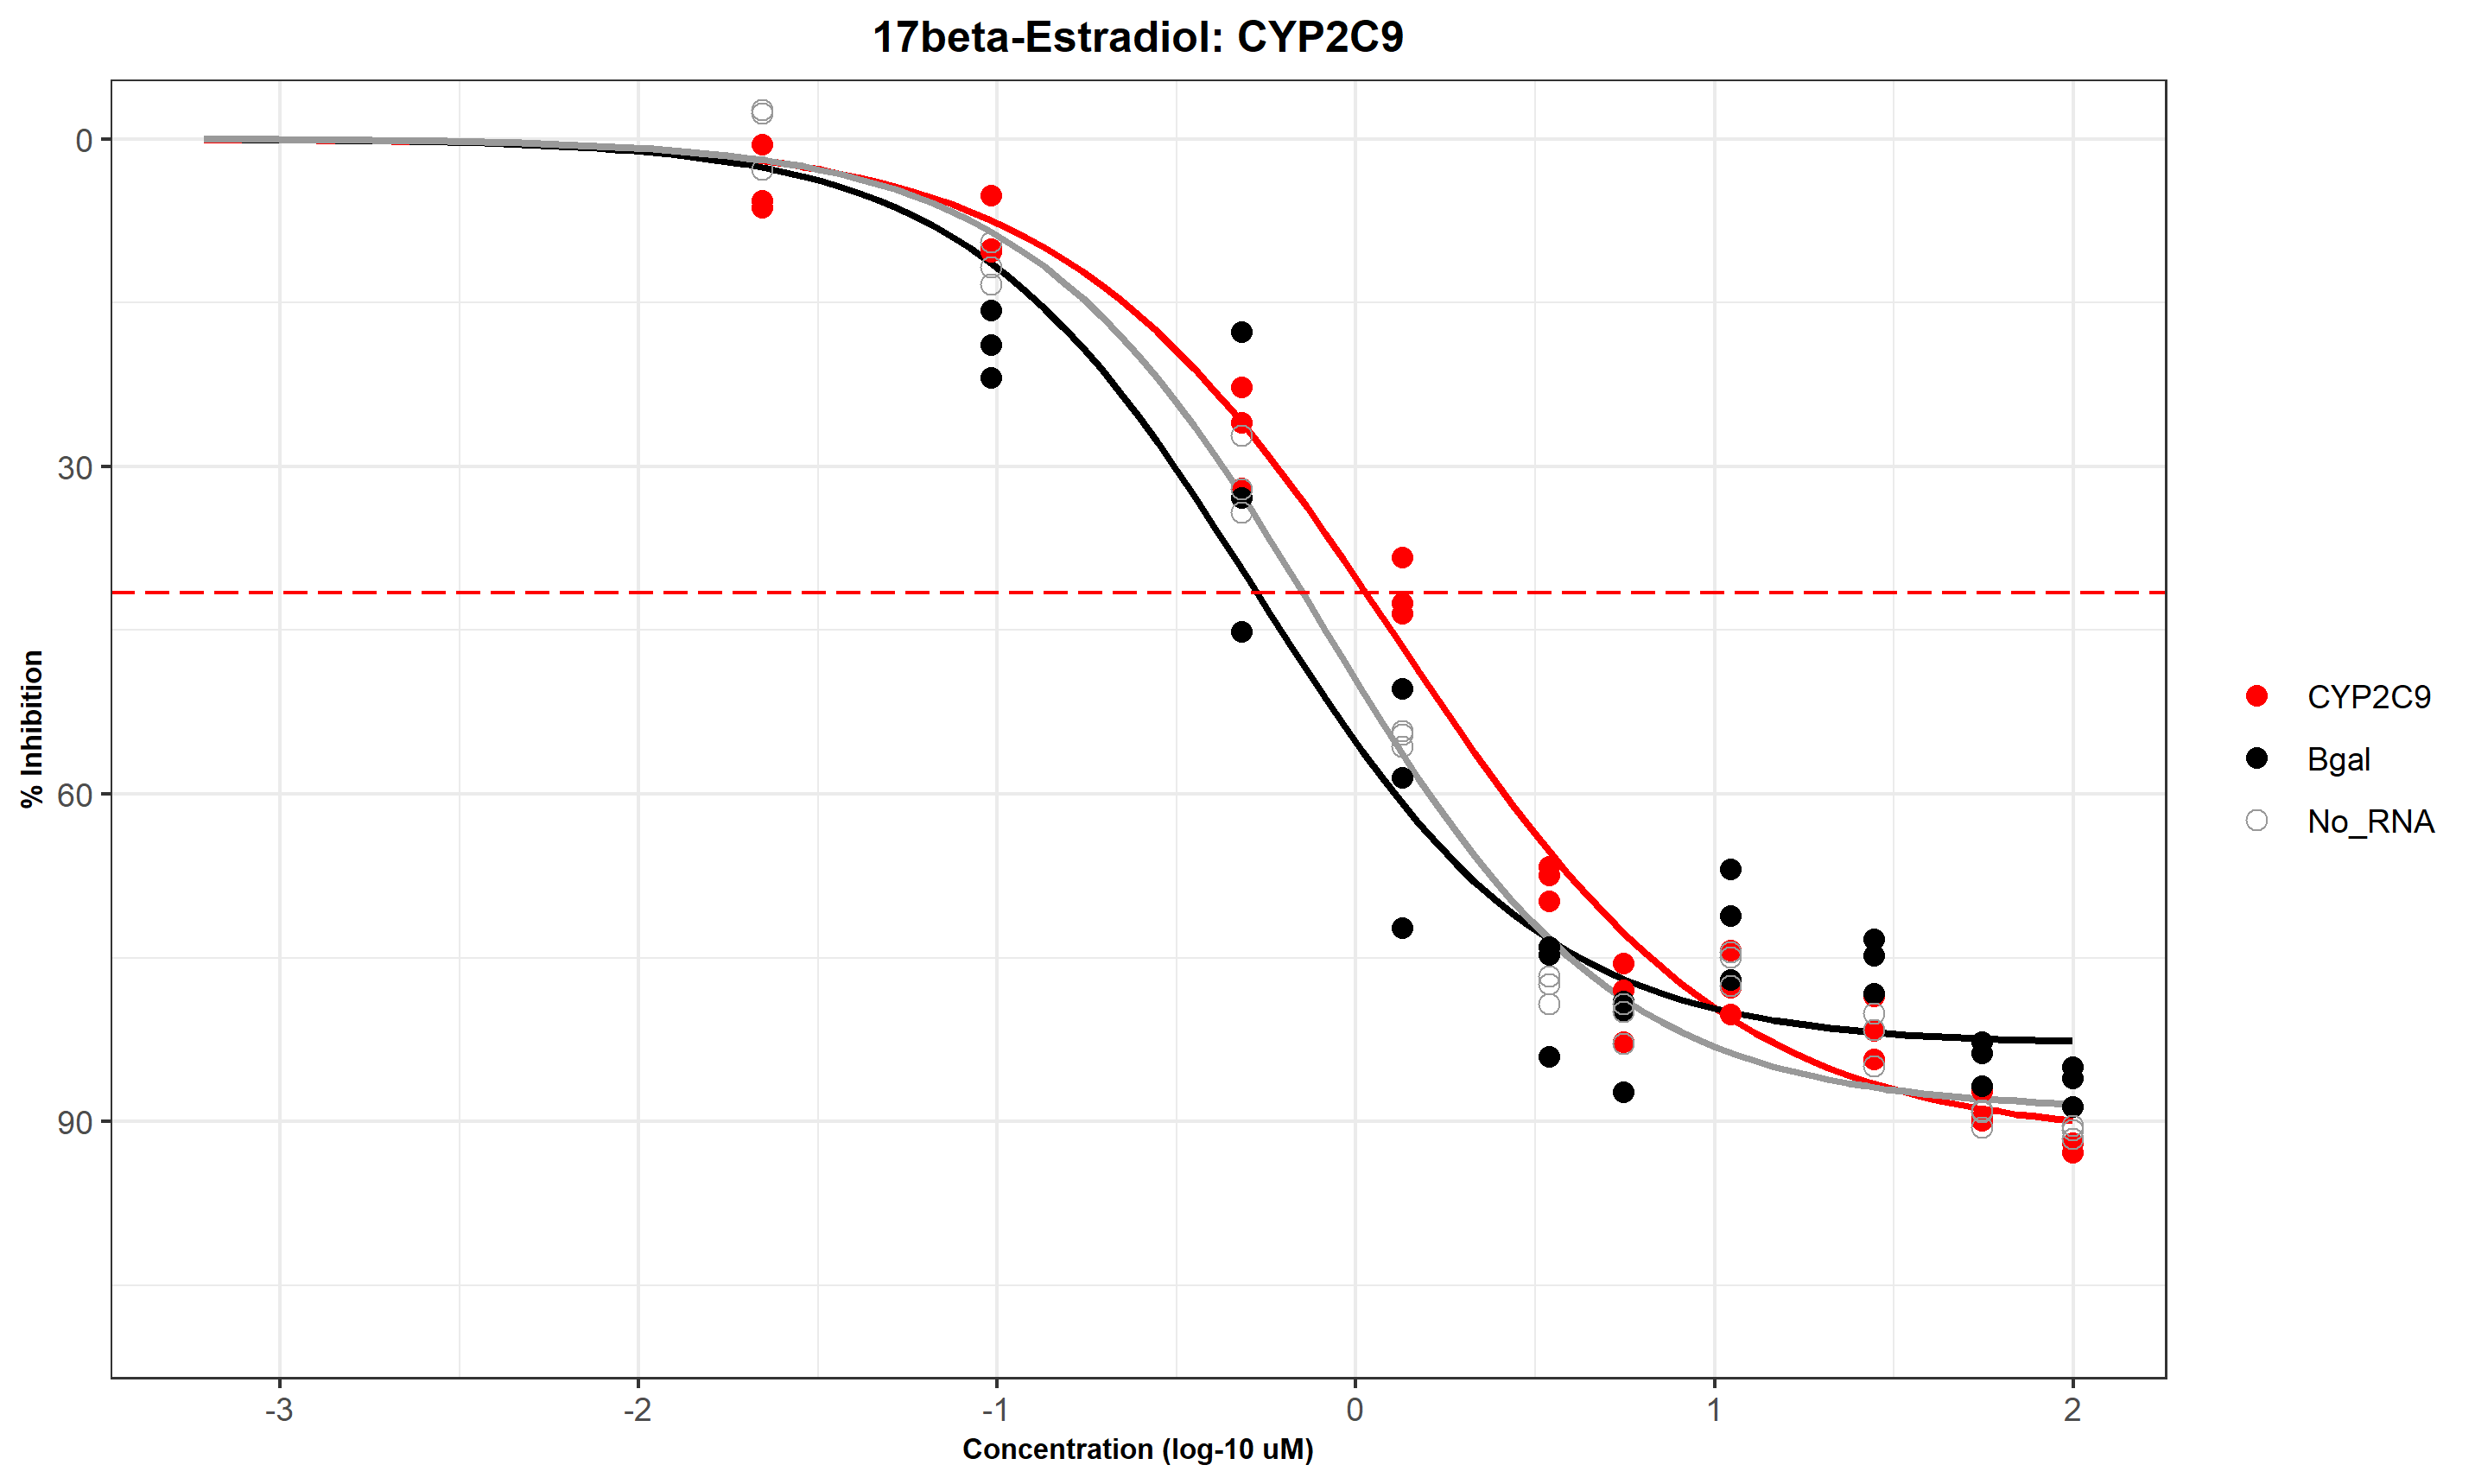 17beta-Estradiol: CYP2C9
0
30
60
90
% Inhibition
-3
-2
-1
0
1
2
Concentration (log-10 uM)
CYP2C9
Bgal
No_RNA